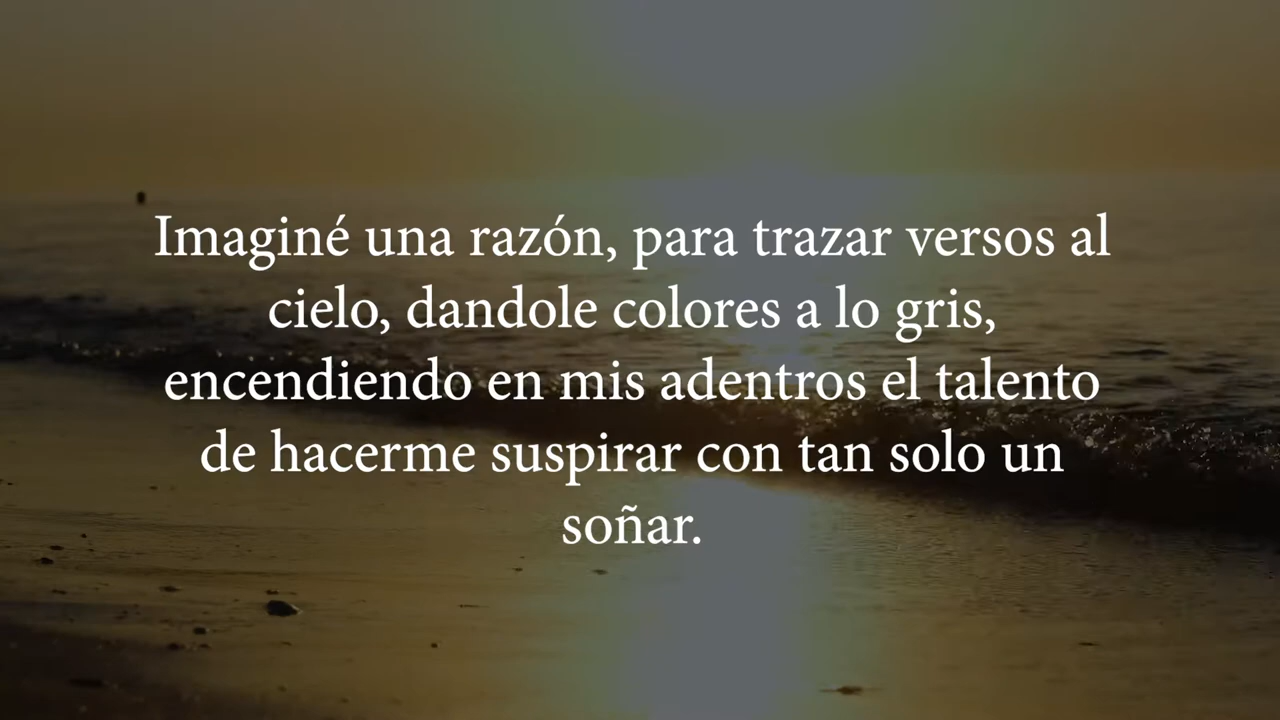 Imaginé una razón, para trazar versos al
cielo, dandole colores a lo gris,
encendiendo en mis adentros el talento
de hacerme suspirar con tan solo un
soñar.